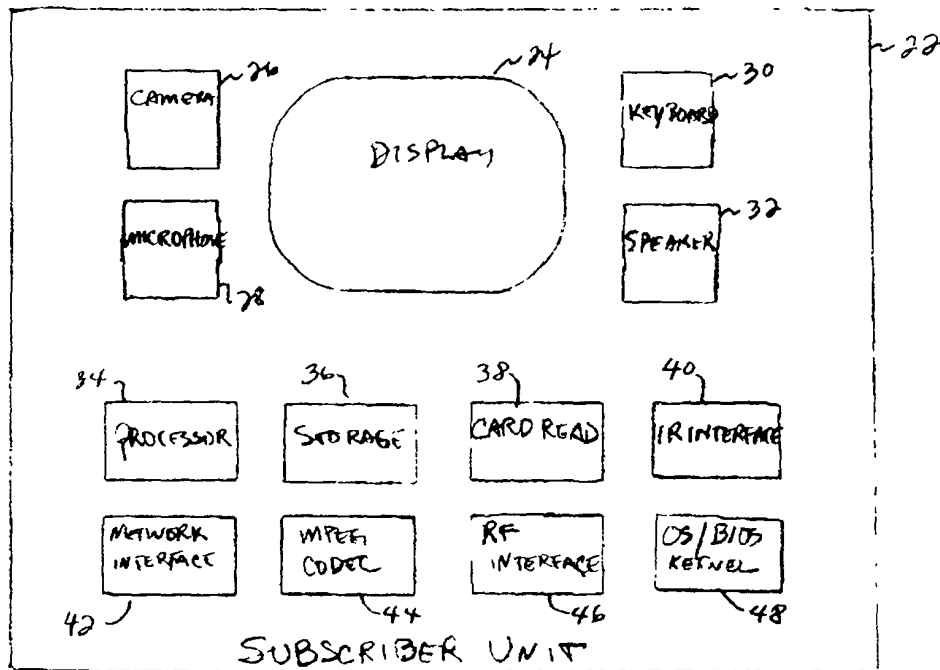 ~22
~26
~24
~30
CAMERA
DISPLAY
KEYBOARD
~32
MICROPHONE
SPEAKER
~28
34
36
38
40
PROCESSOR
STORAGE
CARD READ
IR INTERFACE
NETWORK
INTERFACE
MPEG
CODEC
RF
INTERFACE
OS/BIOS
KERNEL
42
44
46
48
SUBSCRIBER UNIT